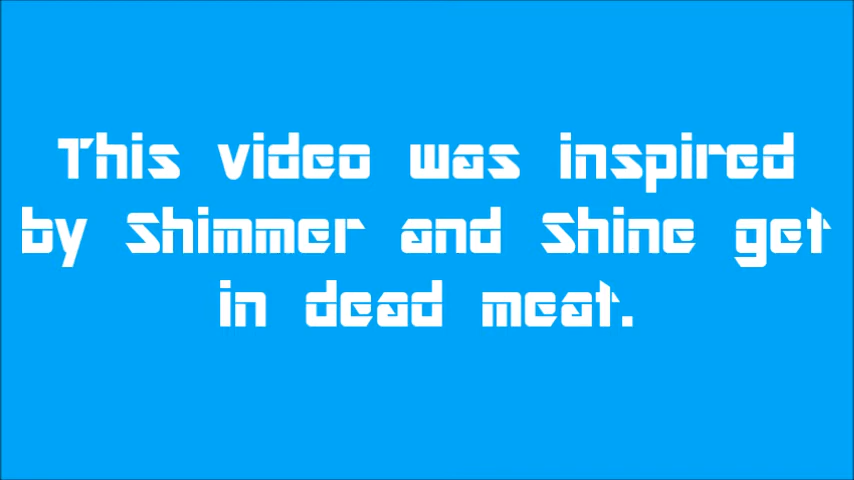 This video was inspired
by Shimmer and Shine get
in dead meat.